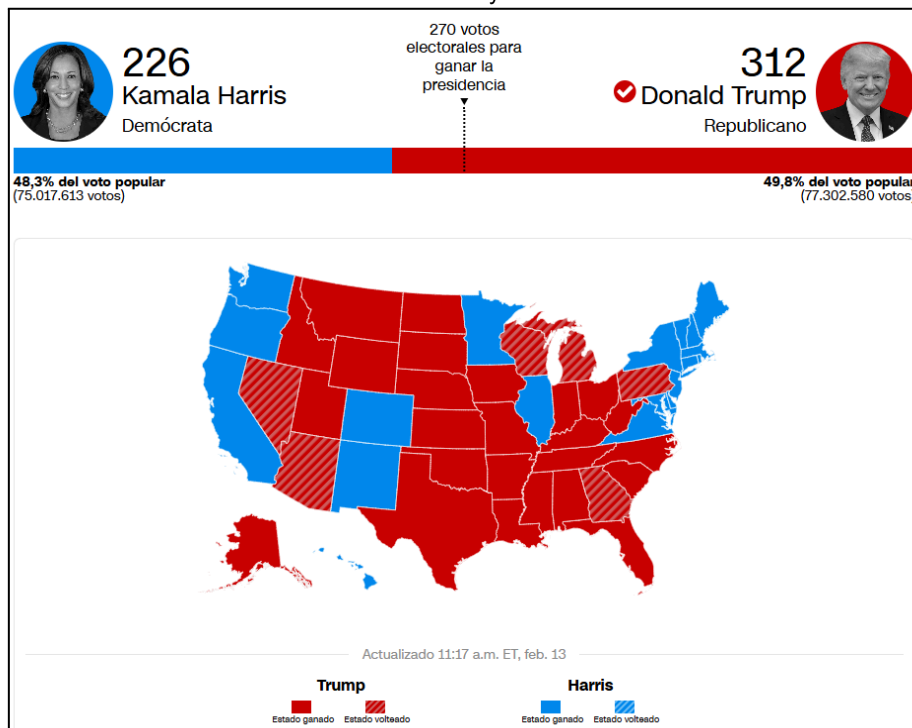 y
270 votos
electorales para
ganar la
presidencia
226
Kamala Harris
Demócrata
312
Donald Trump
Republicano
48,3% del voto popular
(75.017.613 votos)
49,8% del voto popular
(77.302.580 votos)
Actualizado 11:17 a.m. ET, feb. 13
Trump
Estado ganado Estado volteado
Harris
Estado ganado Estado volteado